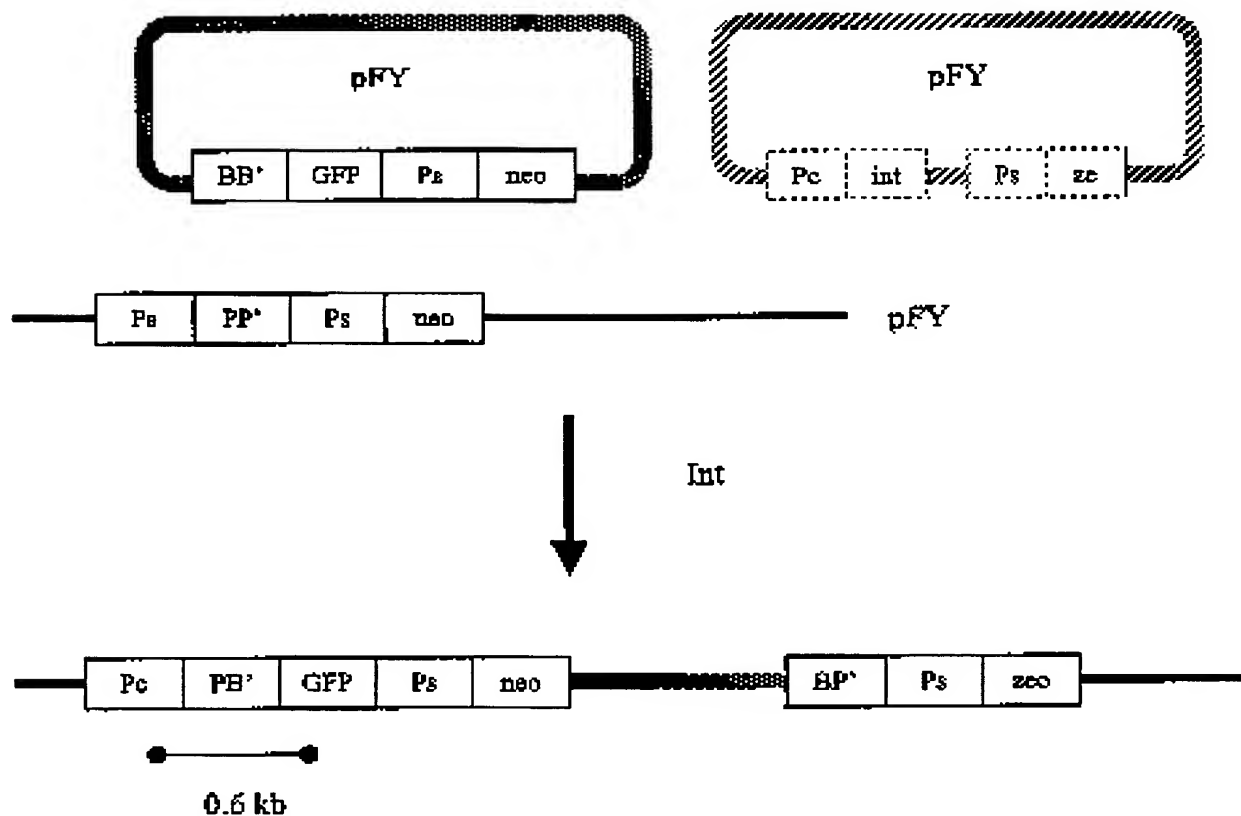 pFY
pFY
BB' GFP Ps neo
Pc int Ps ze
Ps PP' Ps neo
pFY
Int
Pc PB' GFP Ps neo BP' Ps zeo
0.6 kb